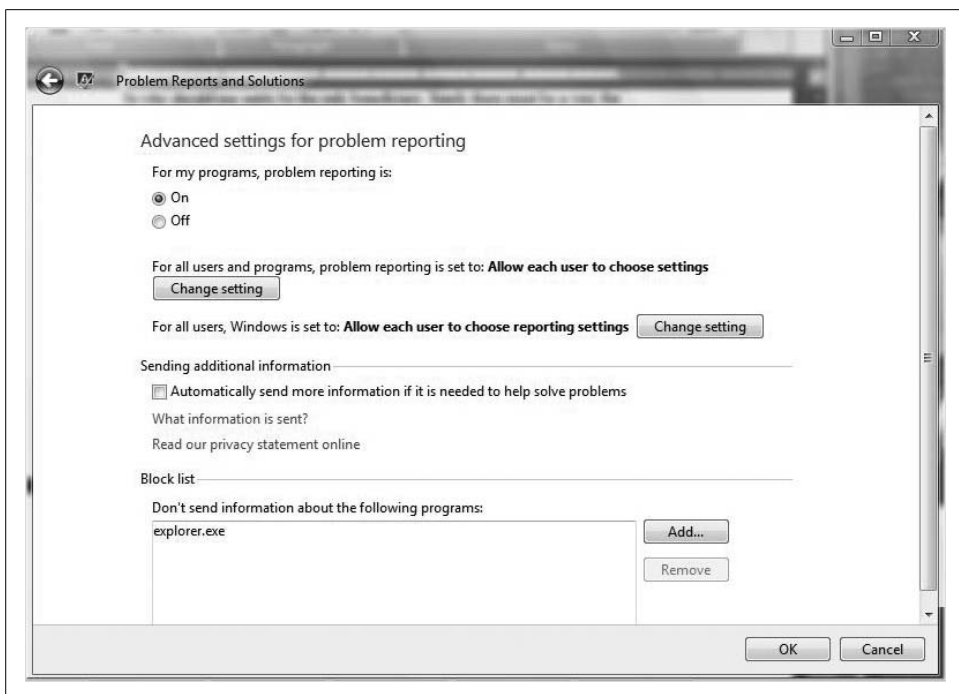 Problem Reports and Solutions
Advanced settings for problem reporting
For my programs, problem reporting is:
On
Off
For all users and programs, problem reporting is set to: Allow each user to choose settings
Change setting
For all users, Windows is set to: Allow each user to choose reporting settings Change setting
Sending additional information
Automatically send more information if it is needed to help solve problems
What information is sent?
Read our privacy statement online
Block list
Don't send information about the following programs:
explorer.exe
Add...
Remove
OK Cancel